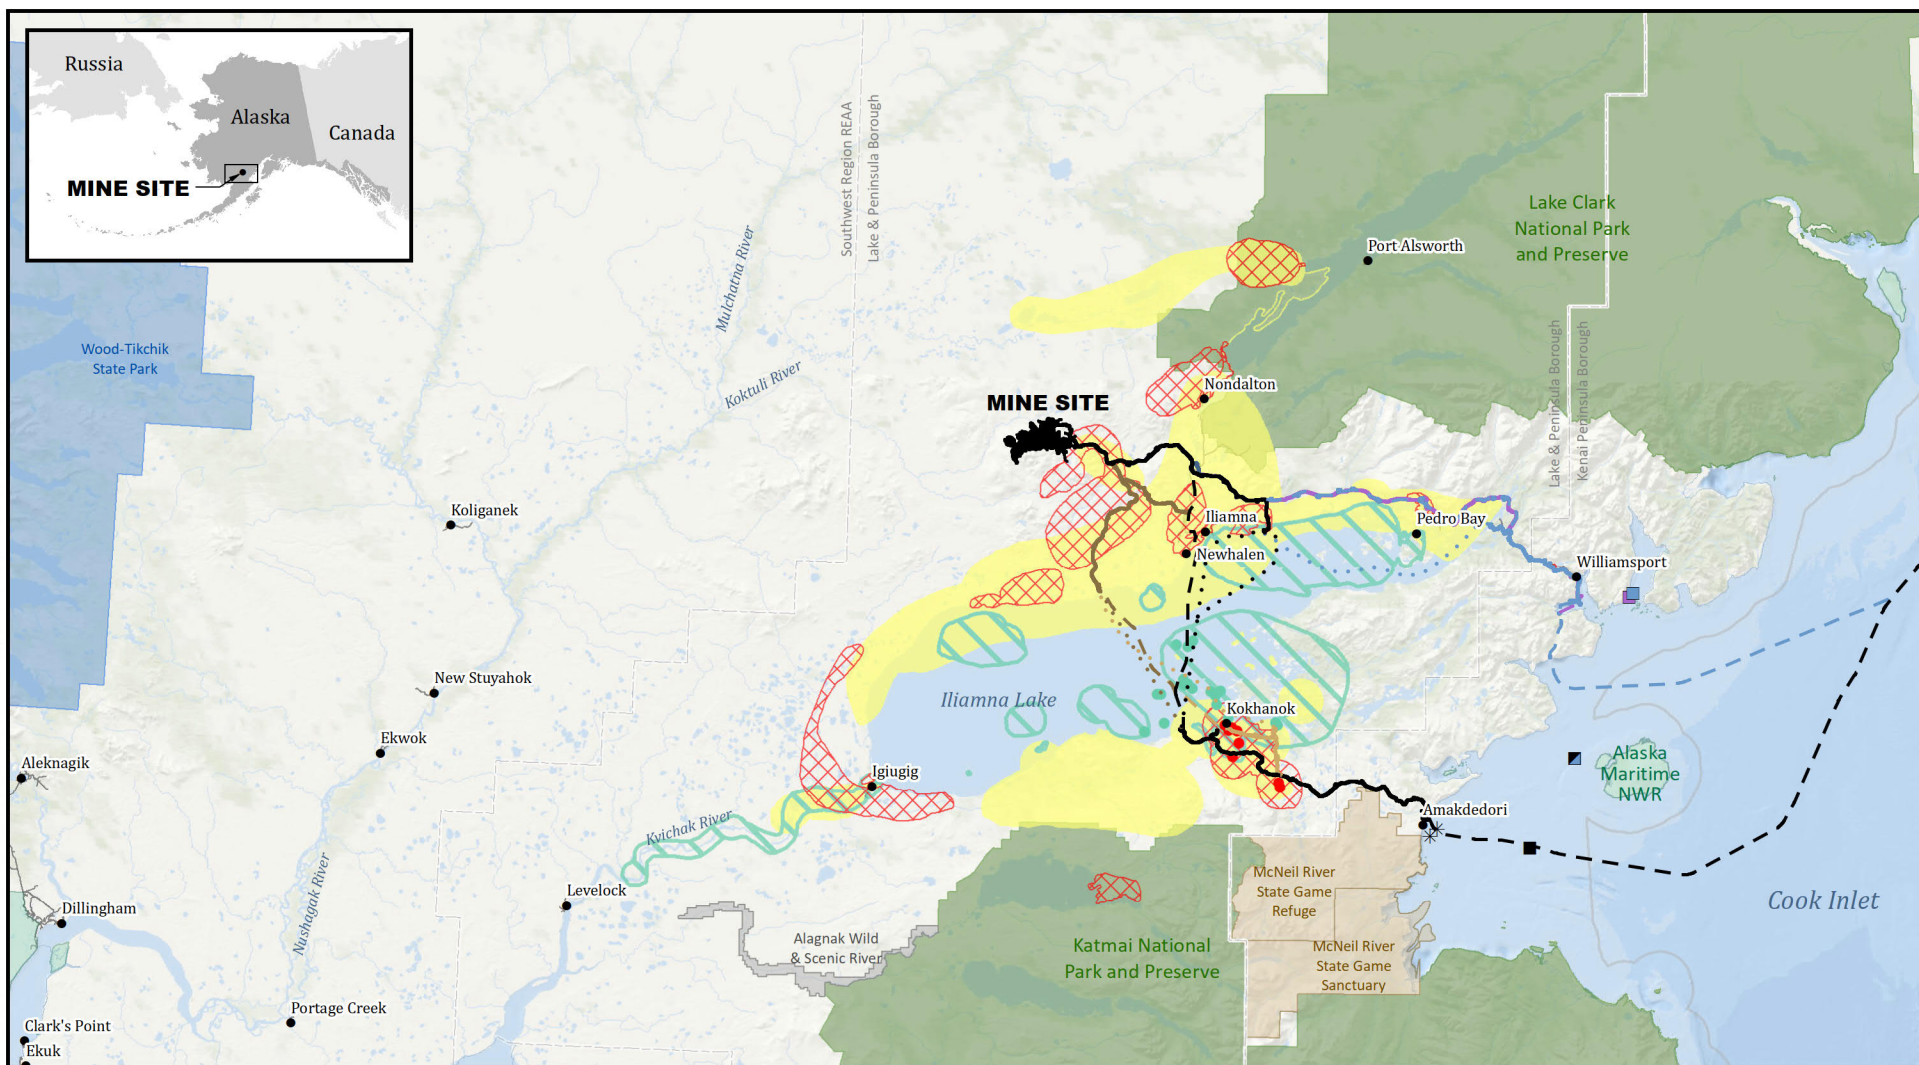 Russia
Alaska
Canada
MINE SITE
Southwest Region REAA
Lake & Peninsula Borough
Mulchatna River
Koktuli River
Wood-Tikchik
State Park
Lake Clark
National Park
and Preserve
Port Alsworth
Nondalton
MINE SITE
Lake & Peninsula Borough
Kenai Peninsula Borough
Koliganek
Iliamna
Newhalen
Pedro Bay
Williamsport
New Stuyahok
Ekwok
Aleknagik
Iliamna Lake
Kokhanok
Igiugig
Kvichak River
Alaska
Maritime
NWR
Amakdedori
McNeil River
State Game
Refuge
Levelock
Dillingham
Nushagak River
Alagnak Wild
& Scenic River
Katmai National
Park and Preserve
McNeil River
State Game
Sanctuary
Cook Inlet
Portage Creek
Clark's Point
Ekuk